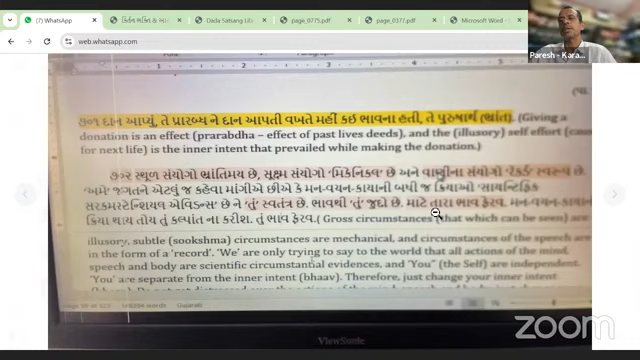 (7) WhatsApp
Dada Satsang Lib
page_0775.pdf
page_0377.pdf
Microsoft Word -
web.whatsapp.com
Paresh - Kara...
૭૦૧ દાન આપ્યું, તે પ્રારબ્ધ ને દાન આપતી વખતે મહીં કઈ ભાવના હતી, તે પુરુષાર્થ (ભ્રાંત). (Giving a
donation is an effect (prarabdha – effect of past lives deeds), and the (illusory) self effort (cause
for next life) is the inner intent that prevailed while making the donation.)
૭૦૨ સ્થૂળ સંયોગો ભ્રાંતિમય છે, સૂક્ષ્મ સંયોગો 'મિકેનિકલ' છે અને વાણીના સંયોગો 'રેકર્ડ' સ્વરૂપ છે.
'અમે' જગતને એટલું જ કહેવા માંગીએ છીએ કે મન-વચન-કાયાની બધી જ ક્રિયાઓ 'સાયન્ટિફિક
સરકમસ્ટેન્શિયલ એવિડન્સ' છે ને 'તું' સ્વતંત્ર છે. ભાવથી 'તું' જુદો છે. માટે તારા ભાવ ફેરવ. મન-વચન-કાયાની
ક્રિયા થાય તોય તું કલ્પાંત ના કરીશ. તું ભાવ ફેરવ.( Gross circumstances (that which can be seen) are
illusory, subtle (sookshma) circumstances are mechanical, and circumstances of the speech are
in the form of a 'record'. 'We' are only trying to say to the world that all actions of the mind,
speech and body are scientific circumstantial evidences, and 'You" (the Self) are independent.
'You' are separate from the inner intent (bhaav). Therefore, just change your inner intent
Gujarati
ViewSonic
zoom